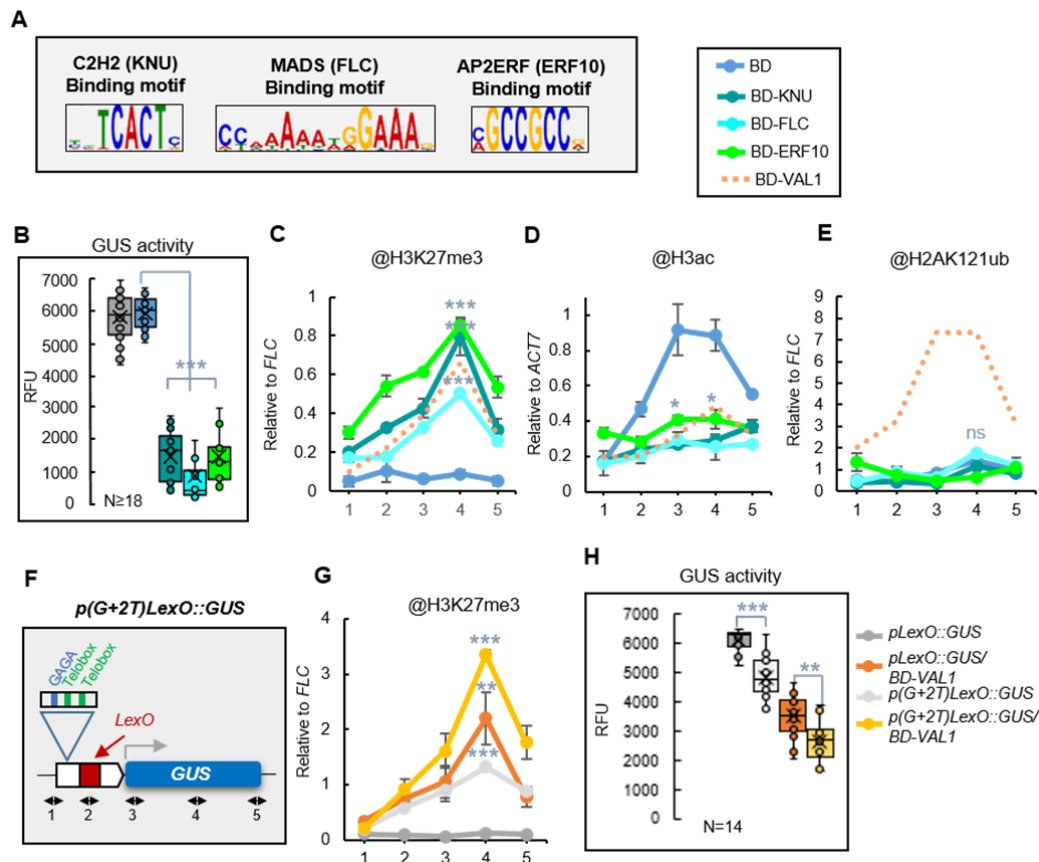 A
C2H2 (KNU)
Binding motif
TCACT
MADS (FLC)
Binding motif
CCAAAAATGGAAA
AP2ERF (ERF10)
Binding motif
GCCGCC
BD
BD-KNU
BD-FLC
BD-ERF10
BD-VAL1
B
GUS activity
RFU
7000
6000
5000
4000
3000
2000
1000
0
***
N≥18
C
@H3K27me3
Relative to FLC
1
0.8
0.6
0.4
0.2
0
***
***
***
1 2 3 4 5
D
@H3ac
Relative to ACT7
1.2
1
0.8
0.6
0.4
0.2
0
* *
1 2 3 4 5
E
@H2AK121ub
Relative to FLC
9
8
7
6
5
4
3
2
1
0
ns
1 2 3 4 5
F
p(G+2T)LexO::GUS
GAGA
Telobox
Telobox
LexO
GUS
1 2 3 4 5
G
@H3K27me3
Relative to FLC
4
3
2
1
0
***
**
***
1 2 3 4 5
H
GUS activity
RFU
7000
6000
5000
4000
3000
2000
1000
0
***
**
N=14
pLexO::GUS
pLexO::GUS/
BD-VAL1
p(G+2T)LexO::GUS
p(G+2T)LexO::GUS/
BD-VAL1